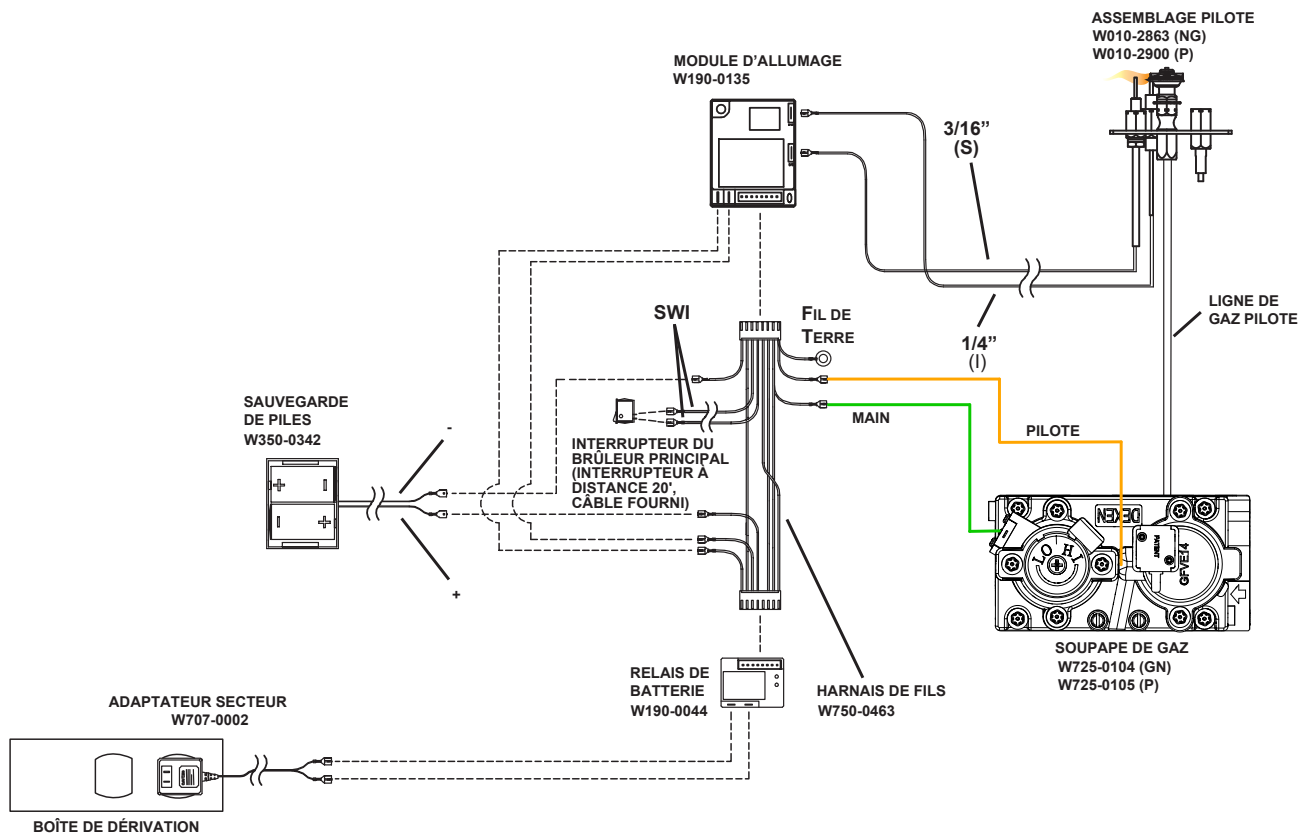 ASSEMBLAGE PILOTE
W010-2863 (NG)
W010-2900 (P)
MODULE D'ALLUMAGE
W190-0135
3/16”
(S)
LIGNE DE
GAZ PILOTE
SWI
FIL DE
TERRE
1/4”
(I)
SAUVEGARDE
DE PILES
W350-0342
-
MAIN
PILOTE
INTERRUPTEUR DU
BRÛLEUR PRINCIPAL
(INTERRUPTEUR À
DISTANCE 20',
CÂBLE FOURNI)
+ -
- +
+
DEXEN
LO HI
PATENT
GFVE14
SOUPAPE DE GAZ
W725-0104 (GN)
W725-0105 (P)
RELAIS DE
BATTERIE
W190-0044
HARNAIS DE FILS
W750-0463
ADAPTATEUR SECTEUR
W707-0002
BOÎTE DE DÉRIVATION